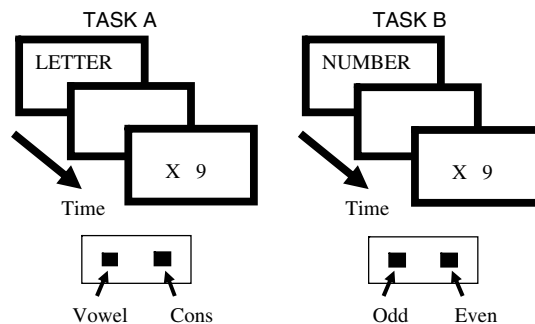 TASK A
LETTER
X 9
Time
Vowel Cons
TASK B
NUMBER
X 9
Time
Odd Even